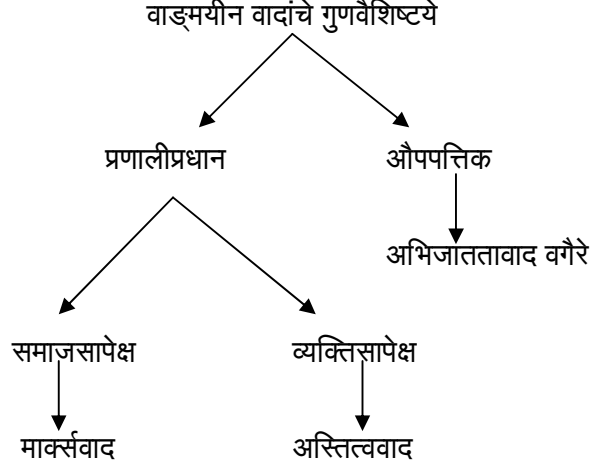 वाङ्मयीन वादांचे गुणवैशिष्टये
प्रणालीप्रधान
औपपत्तिक
अभिजाततावाद वगैरे
समाजसापेक्ष
व्यक्तिसापेक्ष
मार्क्सवाद
अस्तित्ववाद